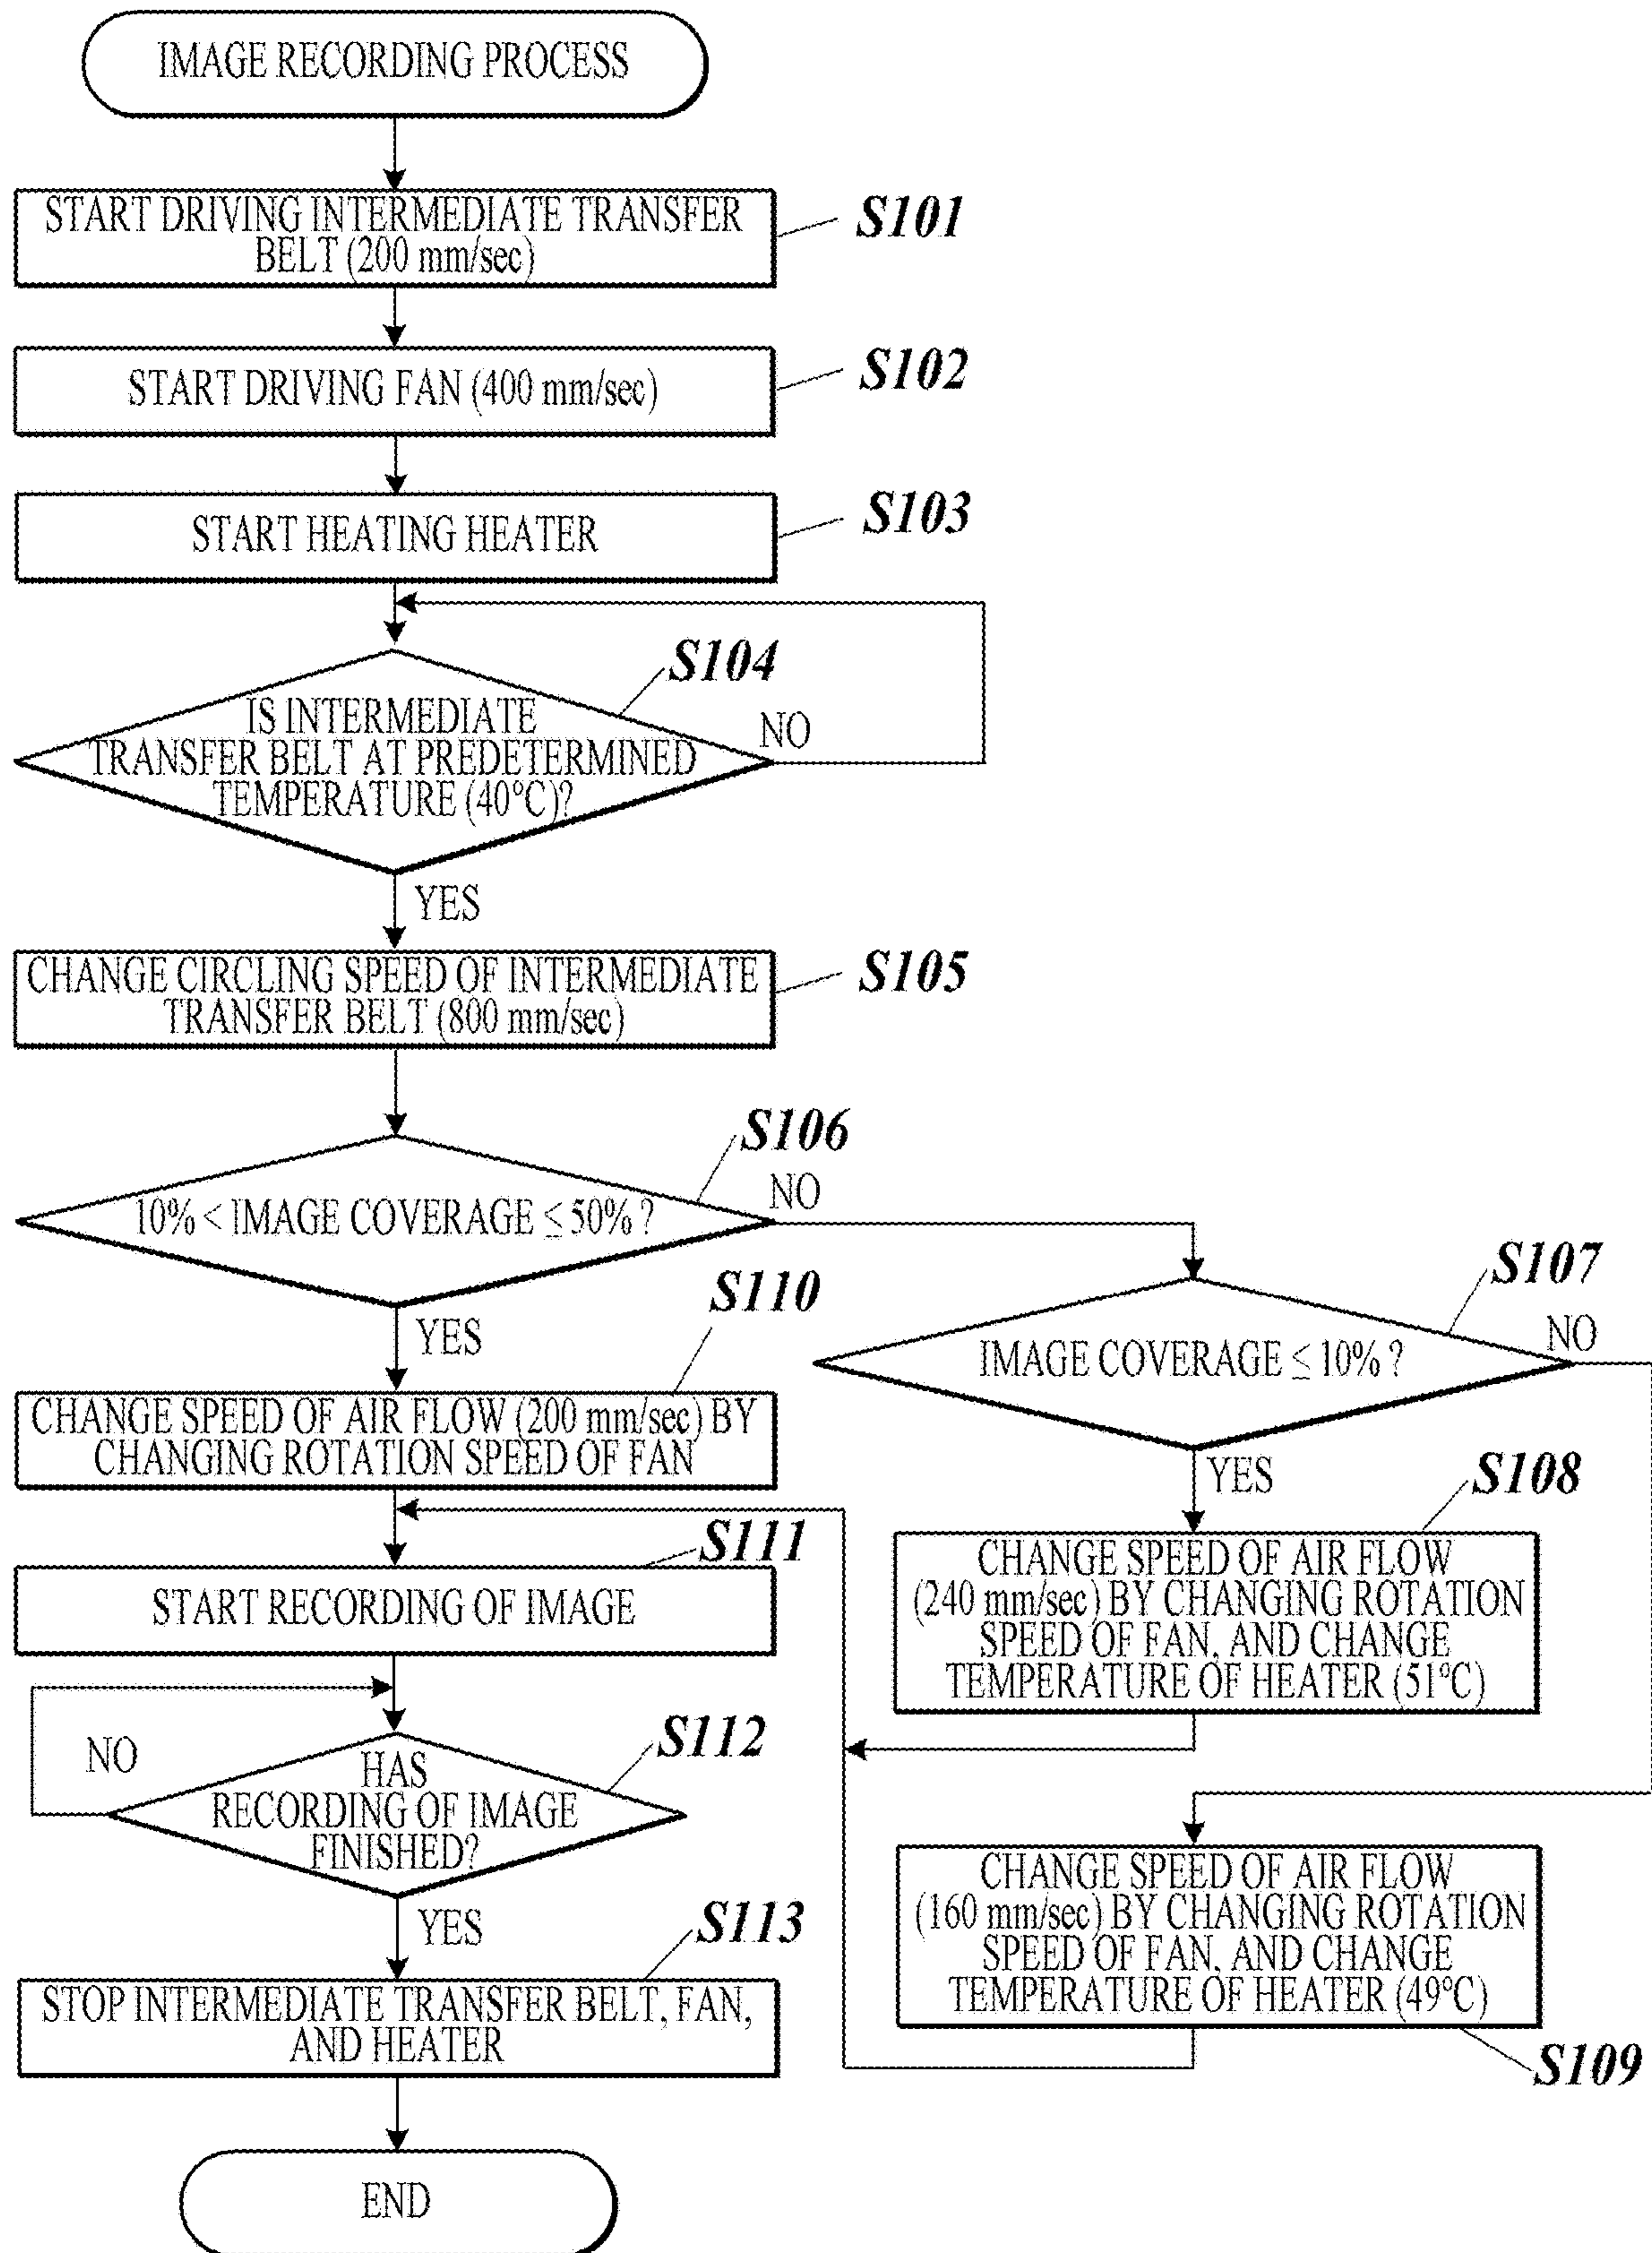 IMAGE RECORDING PROCESS
START DRIVING INTERMEDIATE TRANSFER
BELT (200 mm/sec)
S101
START DRIVING FAN (400 mm/sec)
S102
START HEATING HEATER
S103
S104
IS INTERMEDIATE
TRANSFER BELT AT PREDETERMINED
TEMPERATURE (40°C)?
NO
YES
CHANGE CIRCLING SPEED OF INTERMEDIATE
TRANSFER BELT (800 mm/sec)
S105
S106
10% < IMAGE COVERAGE ≤ 50% ?
NO
YES
S107
IMAGE COVERAGE ≤ 10% ?
NO
YES
S110
CHANGE SPEED OF AIR FLOW (200 mm/sec) BY
CHANGING ROTATION SPEED OF FAN
S108
CHANGE SPEED OF AIR FLOW
(240 mm/sec) BY CHANGING ROTATION
SPEED OF FAN, AND CHANGE
TEMPERATURE OF HEATER (51°C)
S111
START RECORDING OF IMAGE
S112
HAS
RECORDING OF IMAGE
FINISHED?
NO
YES
CHANGE SPEED OF AIR FLOW
(160 mm/sec) BY CHANGING ROTATION
SPEED OF FAN, AND CHANGE
TEMPERATURE OF HEATER (49°C)
S109
S113
STOP INTERMEDIATE TRANSFER BELT, FAN,
AND HEATER
END